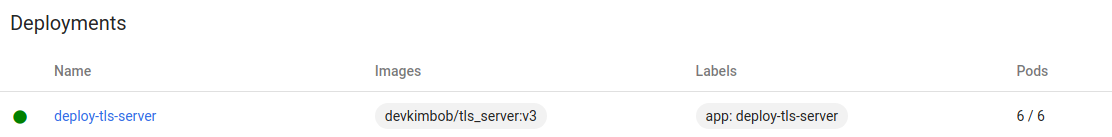 Deployments
Name Images Labels Pods
deploy-tls-server devkimbob/tls_server:v3 app: deploy-tls-server 6 / 6